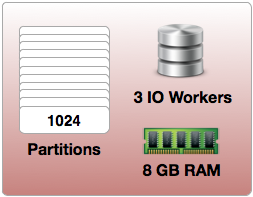 1024
Partitions
3 IO Workers
8 GB RAM